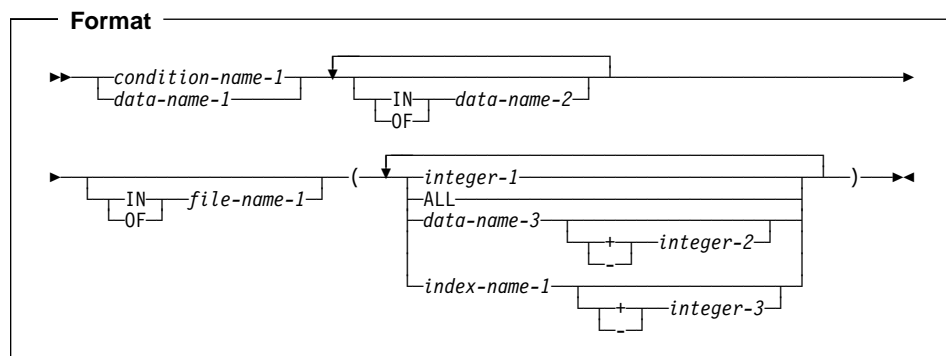 Format
condition-name-1
data-name-1
IN
OF
data-name-2
IN
OF
file-name-1
(
integer-1
ALL
data-name-3
+
-
integer-2
index-name-1
+
-
integer-3
)